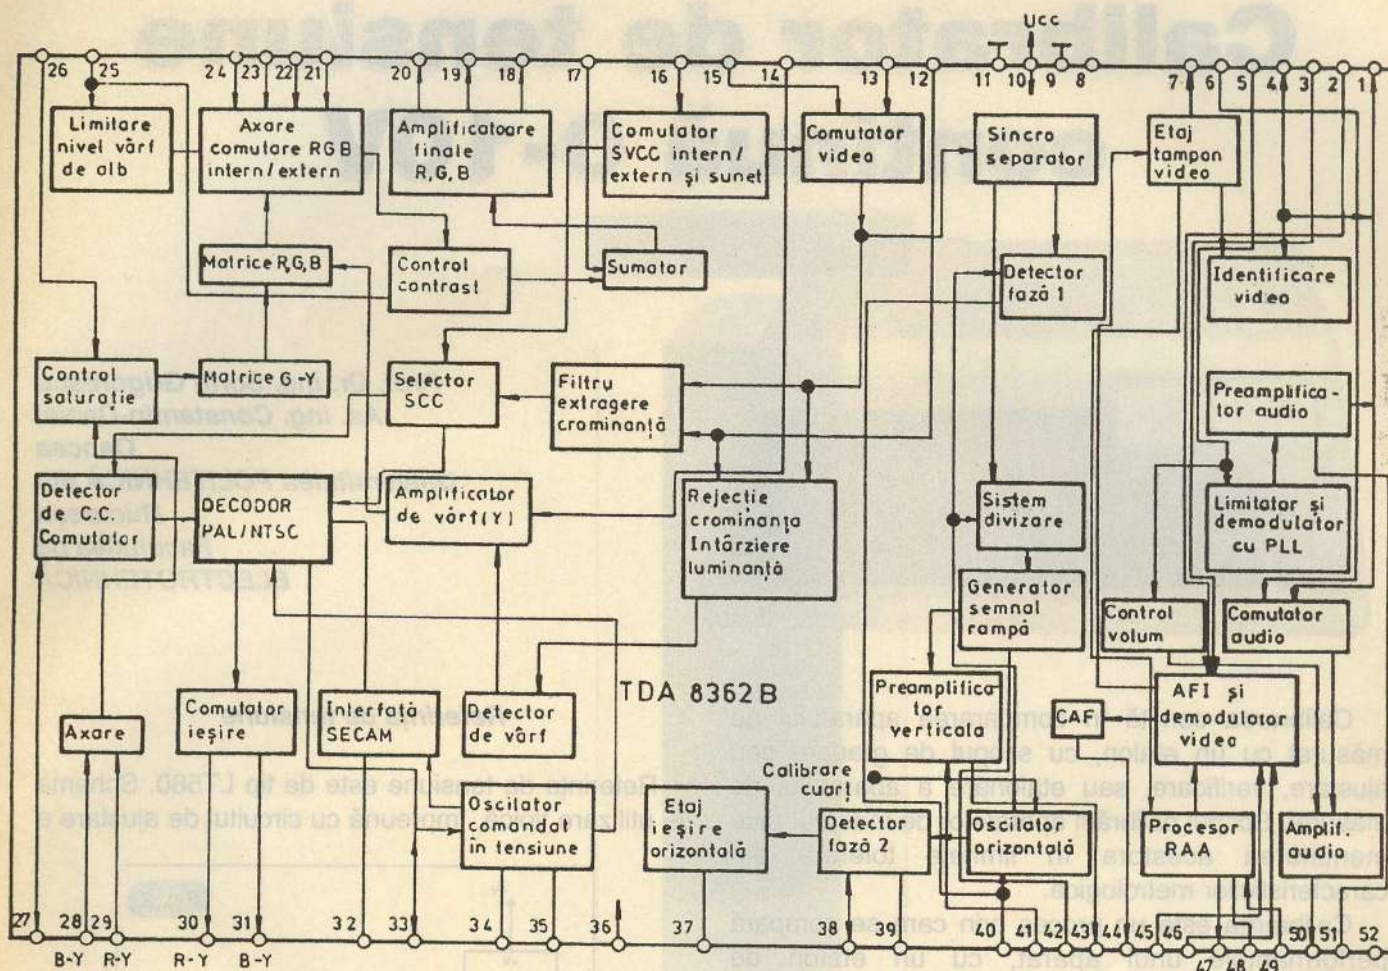 Ucc
26 25 24 23 22 21 20 19 18 17 16 15 14 13 12 11 10 9 8 7 6 5 4 3 2 1
Limitare
nivel vârf
de alb
Axare
comutare RGB
intern/extern
Amplificatoare
finale
R,G,B
Comutator
SVCC intern/
extern și sunet
Comutator
video
Sincro
separator
Etaj
tampon
video
Matrice R,G,B
Control
contrast
Sumator
Detector
fază 1
Identificare
video
Control
saturație
Matrice G-Y
Selector
SCC
Filtru
extragere
crominanță
Preamplifica-
tor audio
Detector
de C.C.
Comutator
DECODOR
PAL/NTSC
Amplificator
de vârf (Y)
Rejecție
crominanța
Intârziere
luminanță
Sistem
divizare
Limitator și
demodulator
cu PLL
Generator
semnal
rampă
Control
volum
Comutator
audio
TDA 8362B
Axare
Comutator
ieșire
Interfață
SECAM
Detector
de vârf
Preamplifica-
tor
verticala
CAF
AFI și
demodulator
video
Oscilator
comandat
in tensiune
Etaj
ieșire
orizontală
Calibrare
cuarț
Detector
fază 2
Oscilator
orizontală
Procesor
RAA
Amplif.
audio
27 28 29 30 31 32 33 34 35 36 37 38 39 40 41 42 43 44 45 46 47 48 49 50 51 52
B-Y R-Y R-Y B-Y